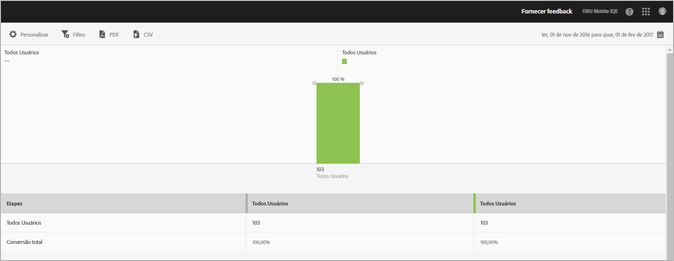 Fornecer feedback OBU Mobile IQE
Personalizar Filtro PDF CSV ter, 01 de nov de 2016 para quar, 01 de fev de 2017
Todos Usuários Todos Usuários
---
100 %
103
Todos Usuários
Etapas Todos Usuários Todos Usuários
Todos Usuários 103 103
Conversão total 100,00% 100,00%